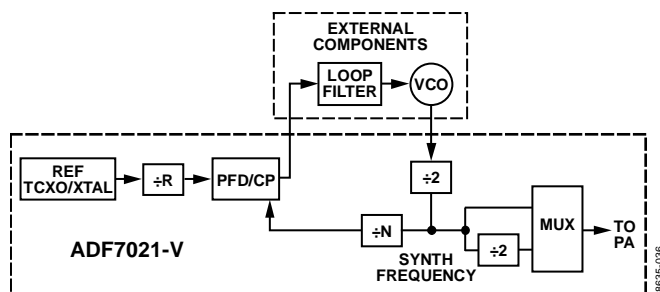 EXTERNAL
COMPONENTS
LOOP
FILTER
VCO
REF
TCXO/XTAL
÷R
PFD/CP
÷2
÷N
SYNTH
FREQUENCY
÷2
MUX
TO
PA
ADF7021-V